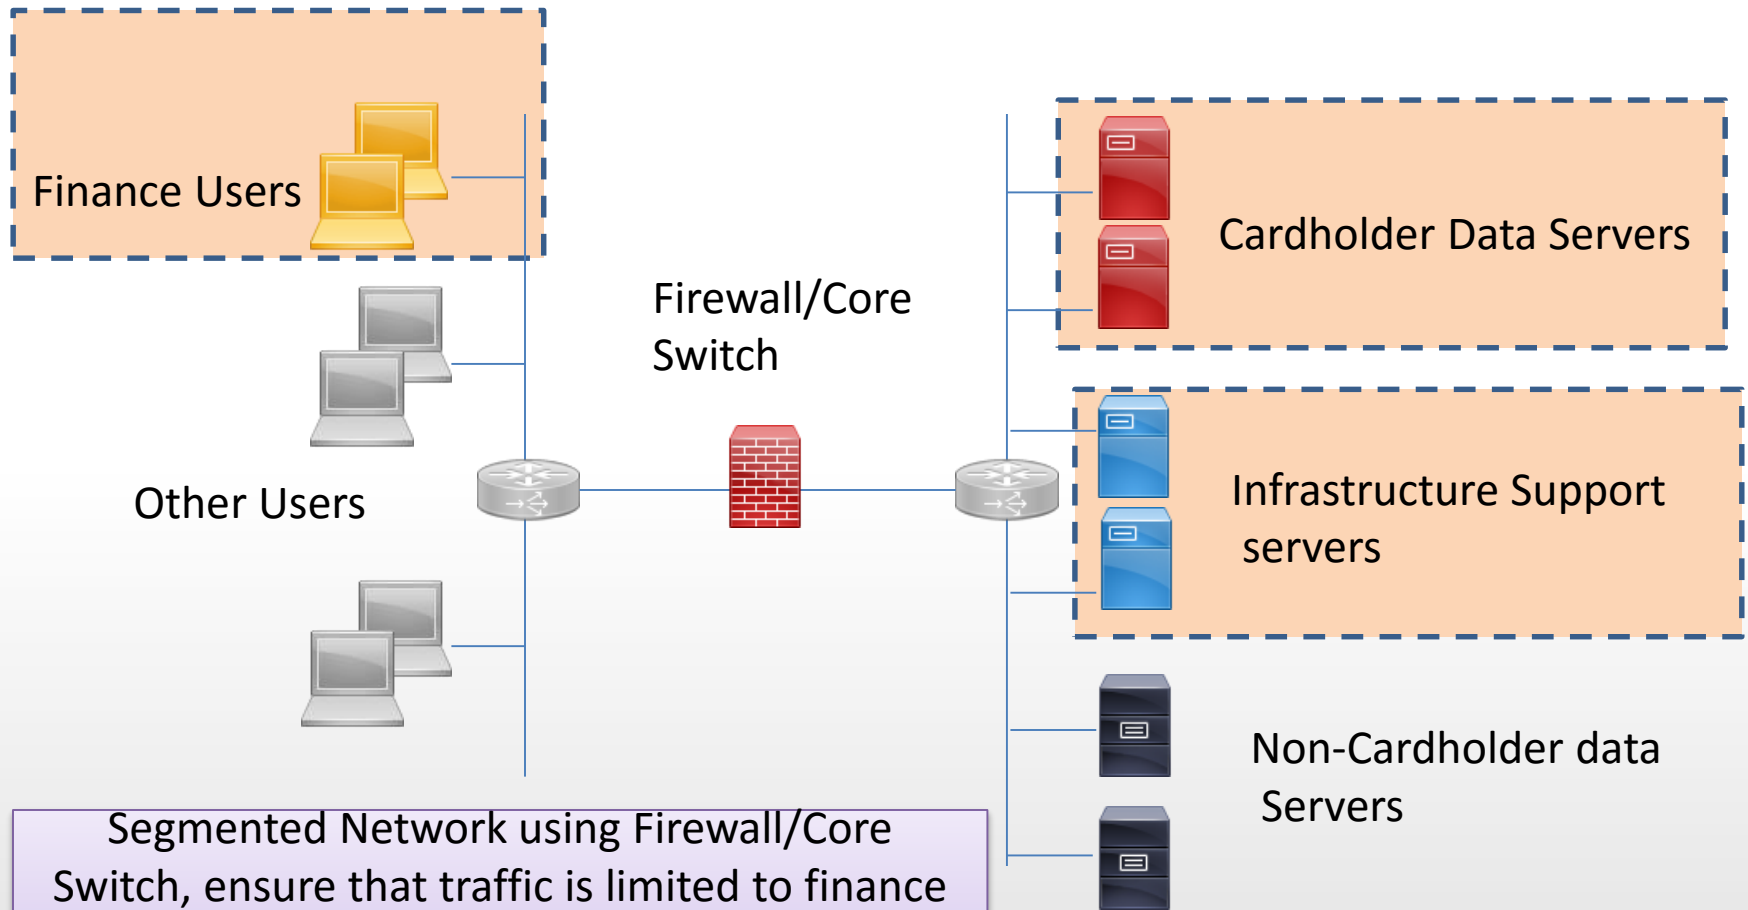 Finance Users
Cardholder Data Servers
Firewall/Core
Switch
Other Users
Infrastructure Support
servers
Non-Cardholder data
Servers
Segmented Network using Firewall/Core
Switch, ensure that traffic is limited to finance